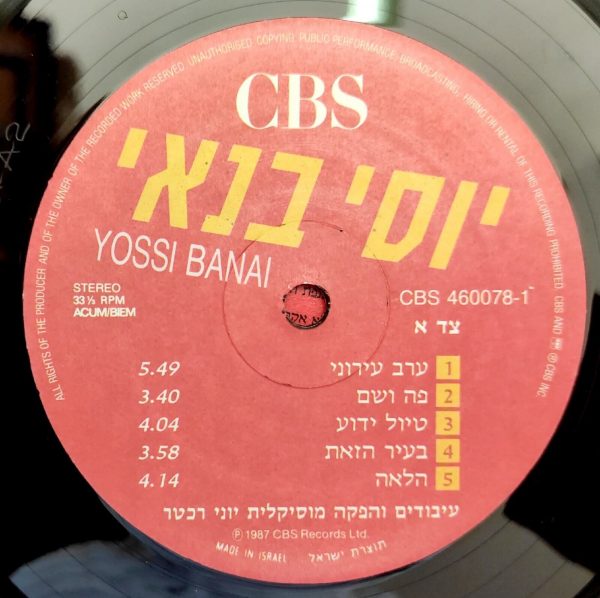 ALL RIGHTS OF THE PRODUCER AND OF THE OWNER OF THE RECORDED WORK RESERVED. UNAUTHORISED COPYING, PUBLIC PERFORMANCE, BROADCASTING, HIRING OR RENTAL OF THIS RECORDING PROHIBITED. CBS AND ® CBS INC.
CBS
יוסי בנאי
YOSSI BANAI
STEREO
33⅓ RPM
ACUM/BIEM
CBS 460078-1
צד א
1 ערב עירוני 5.49
2 פה ושם 3.40
3 טיול ידוע 4.04
4 בעיר הזאת 3.58
5 הלאה 4.14
עיבודים והפקה מוסיקלית יוני רכטר
℗ 1987 CBS Records Ltd.
MADE IN ISRAEL תוצרת ישראל